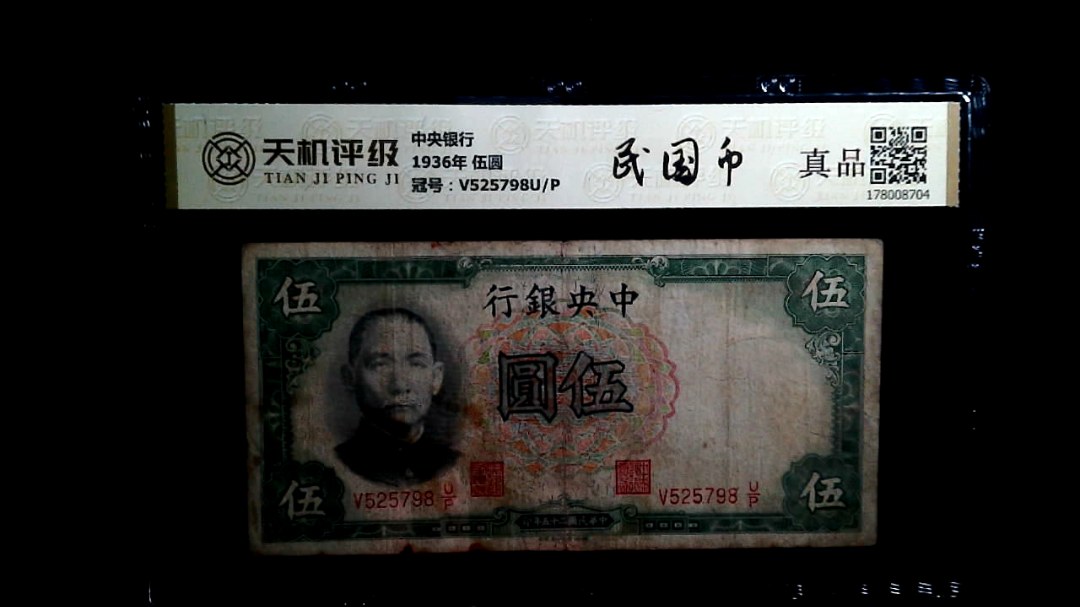 天机评级
TIAN JI PING JI
中央银行
1936年 伍圆
冠号：V525798U/P
民国币
真品
178008704
伍
伍
行銀央中
圓伍
V525798 U/P
V525798 U/P
伍
伍